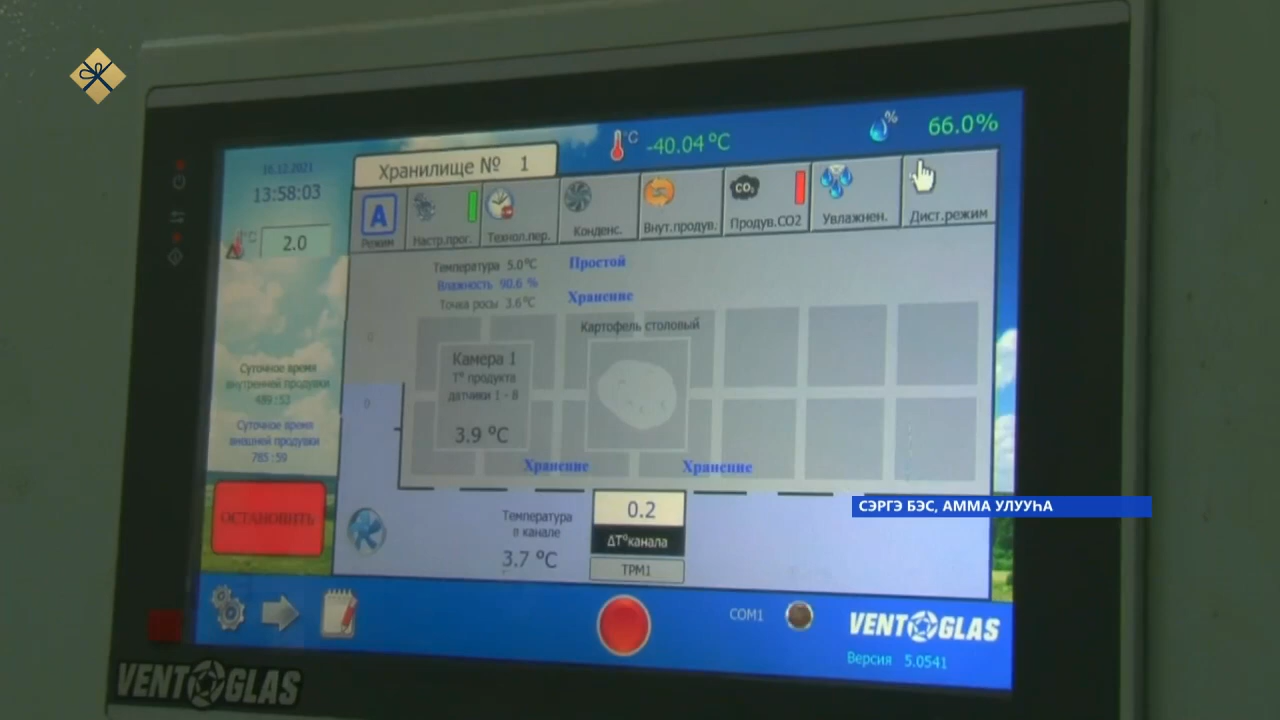 °C -40.04 °C
% 66.0%
16.12.2021
13:58:03
Хранилище № 1
°C 2.0
A
Режим
Настр.прог.
Технол.пер.
Конденс.
Внут.продув.
CO₂
Продув.CO2
Увлажнен.
Дист.режим
Температура 5.0°C
Влажность 90.6 %
Точка росы 3.6°C
Простой
Хранение
Картофель столовый
Камера 1
T° продукта
датчики 1 - 8
3.9 °C
Хранение
Хранение
Суточное время
внутренней продувки
489 : 53
Суточное время
внешней продувки
785 : 59
ОСТАНОВИТЬ
Температура
в канале
3.7 °C
0.2
ΔT°канала
ТРМ1
СЭРГЭ БЭС, АММА УЛУУҺА
COM1
VENTOGLAS
Версия 5.0541
VENTOGLAS